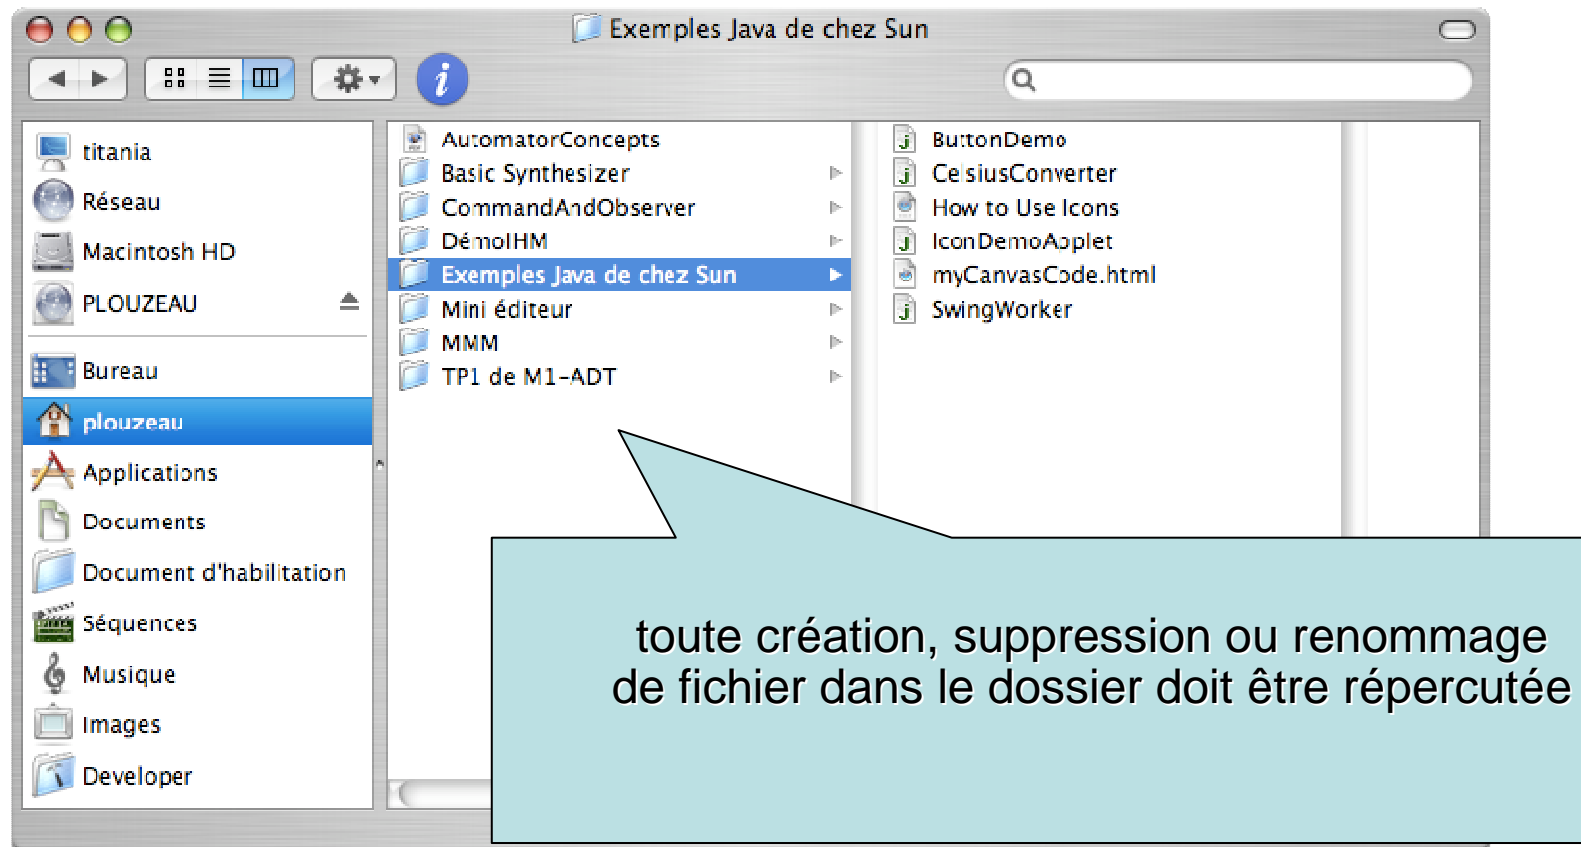 Exemples Java de chez Sun
titania
Réseau
Macintosh HD
PLOUZEAU
Bureau
plouzeau
Applications
Documents
Document d'habilitation
Séquences
Musique
Images
Developer
AutomatorConcepts
Basic Synthesizer
CommandAndObserver
DémoIHM
Exemples Java de chez Sun
Mini éditeur
MMM
TP1 de M1-ADT
ButtonDemo
CelsiusConverter
How to Use Icons
IconDemoApplet
myCanvasCode.html
SwingWorker
toute création, suppression ou renommage
de fichier dans le dossier doit être répercutée